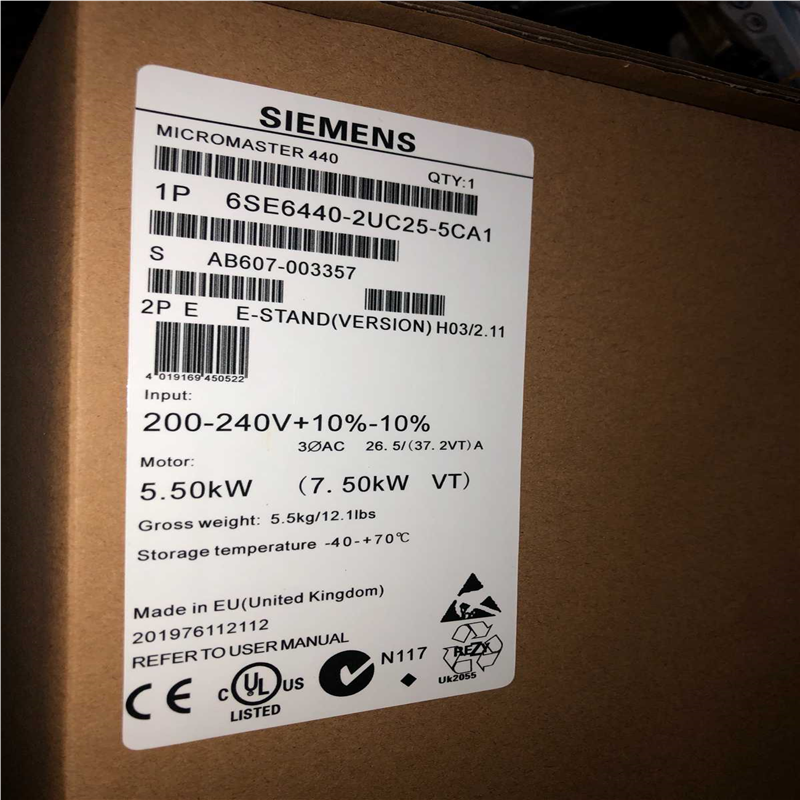 SIEMENS
MICROMASTER 440
QTY:1
1P 6SE6440-2UC25-5CA1
S AB607-003357
2P E E-STAND(VERSION) H03/2.11
4 019169 450522
Input:
200-240V+10%-10%
3ØAC 26.5/(37.2VT)A
Motor:
5.50kW (7.50kW VT)
Gross weight: 5.5kg/12.1lbs
Storage temperature -40-+70℃
Made in EU(United Kingdom)
201976112112
REFER TO USER MANUAL
CE
C UL US
LISTED
N117
REZY
Uk2055